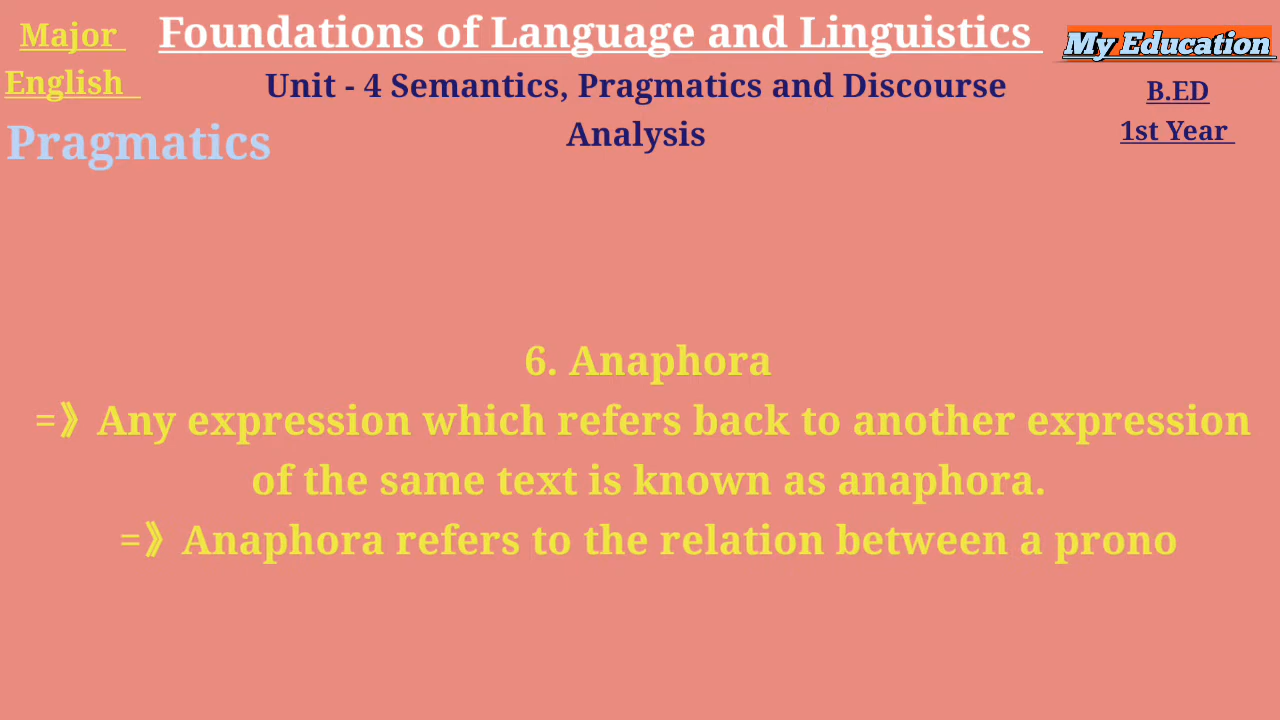 Major
English
Foundations of Language and Linguistics
My Education
Unit - 4 Semantics, Pragmatics and Discourse
Analysis
B.ED
1st Year
Pragmatics
6. Anaphora
=》Any expression which refers back to another expression
of the same text is known as anaphora.
=》Anaphora refers to the relation between a prono